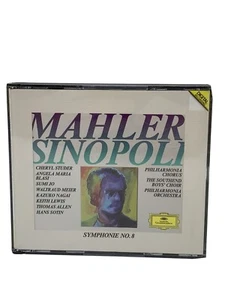 MAHLER
SINOPOLI
CHERYL STUDER
ANGELA MARIA
BLASI
SUMI JO
WALTRAUD MEIER
KAZUKO NAGAI
KEITH LEWIS
THOMAS ALLEN
HANS SOTIN
PHILHARMONIA
CHORUS
THE SOUTHEND
BOYS' CHOIR
PHILHARMONIA
ORCHESTRA
SYMPHONIE NO. 8